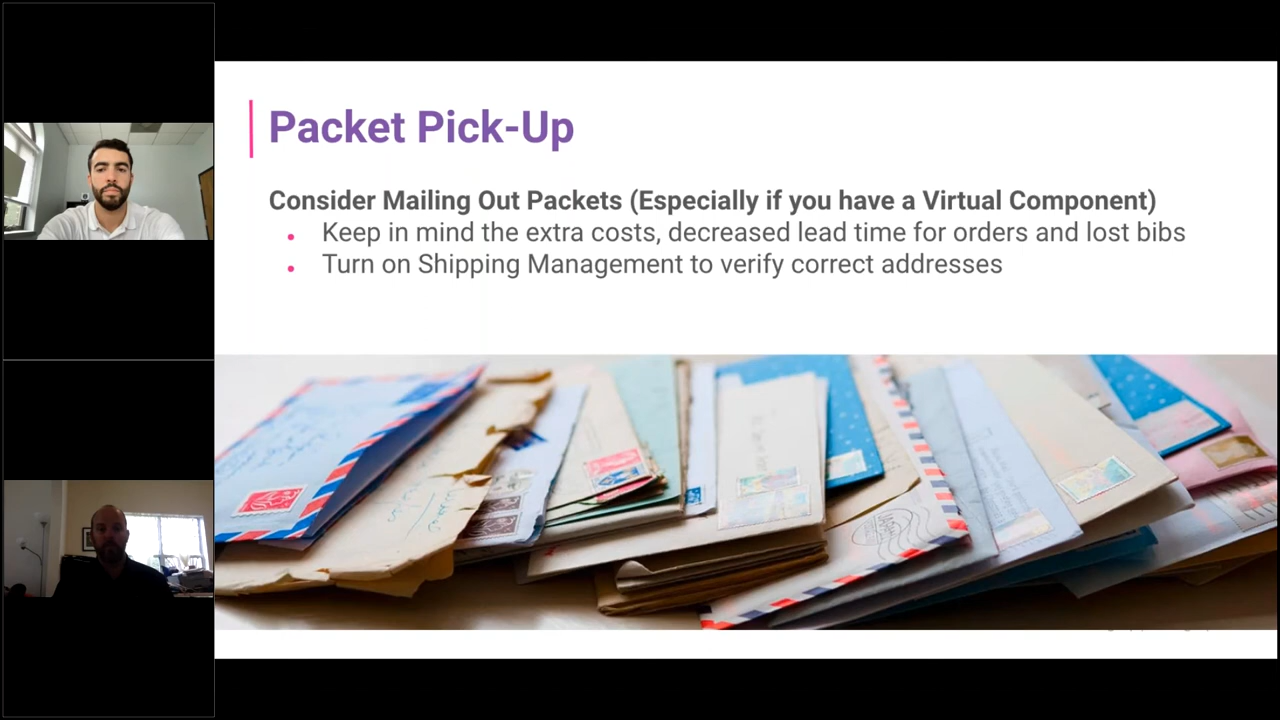 Packet Pick-Up
Consider Mailing Out Packets (Especially if you have a Virtual Component)
Keep in mind the extra costs, decreased lead time for orders and lost bibs
Turn on Shipping Management to verify correct addresses